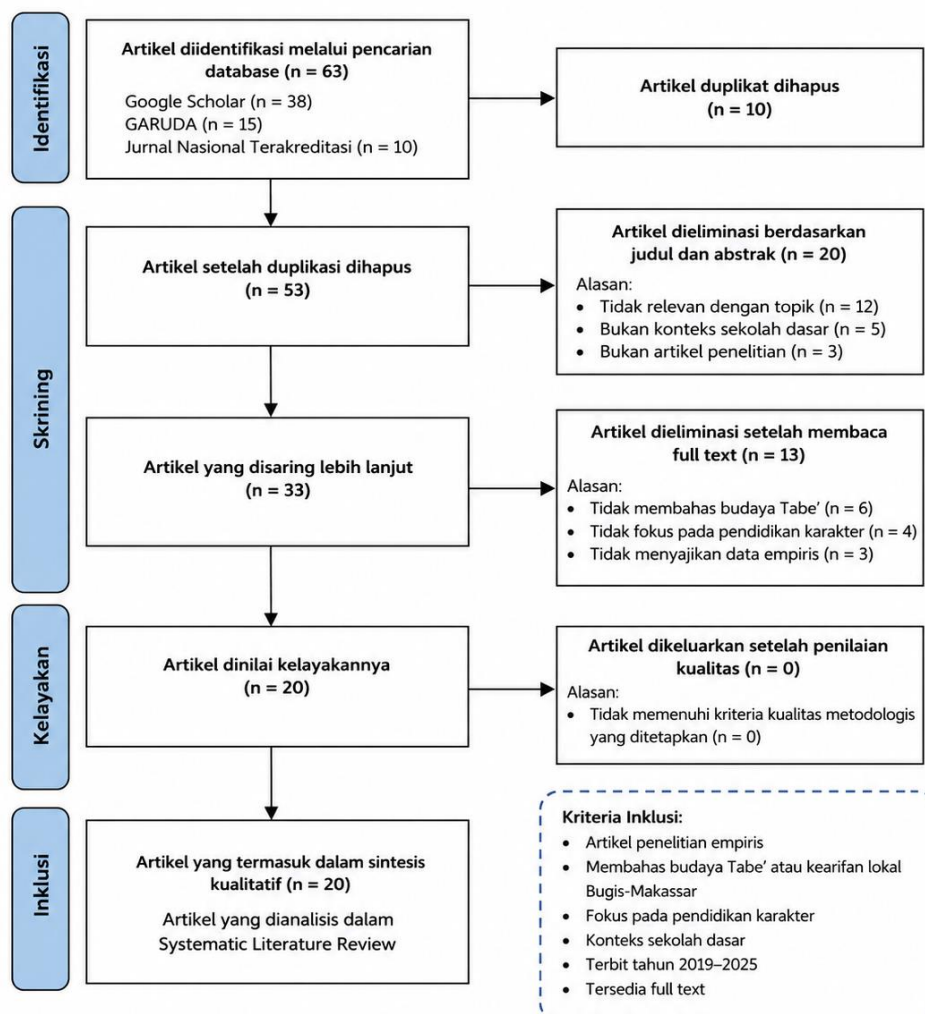 Identifikasi
Artikel diidentifikasi melalui pencarian
database (n = 63)
Google Scholar (n = 38)
GARUDA (n = 15)
Jurnal Nasional Terakreditasi (n = 10)
Artikel duplikat dihapus
(n = 10)
Skrining
Artikel setelah duplikasi dihapus
(n = 53)
Artikel dieliminasi berdasarkan
judul dan abstrak (n = 20)
Alasan:
• Tidak relevan dengan topik (n = 12)
• Bukan konteks sekolah dasar (n = 5)
• Bukan artikel penelitian (n = 3)
Artikel yang disaring lebih lanjut
(n = 33)
Artikel dieliminasi setelah membaca
full text (n = 13)
Alasan:
• Tidak membahas budaya Tabe’ (n = 6)
• Tidak fokus pada pendidikan karakter (n = 4)
• Tidak menyajikan data empiris (n = 3)
Kelayakan
Artikel dinilai kelayakannya
(n = 20)
Artikel dikeluarkan setelah penilaian
kualitas (n = 0)
Alasan:
• Tidak memenuhi kriteria kualitas metodologis
yang ditetapkan (n = 0)
Inklusi
Artikel yang termasuk dalam sintesis
kualitatif (n = 20)
Artikel yang dianalisis dalam
Systematic Literature Review
Kriteria Inklusi:
• Artikel penelitian empiris
• Membahas budaya Tabe’ atau kearifan lokal
Bugis-Makassar
• Fokus pada pendidikan karakter
• Konteks sekolah dasar
• Terbit tahun 2019–2025
• Tersedia full text